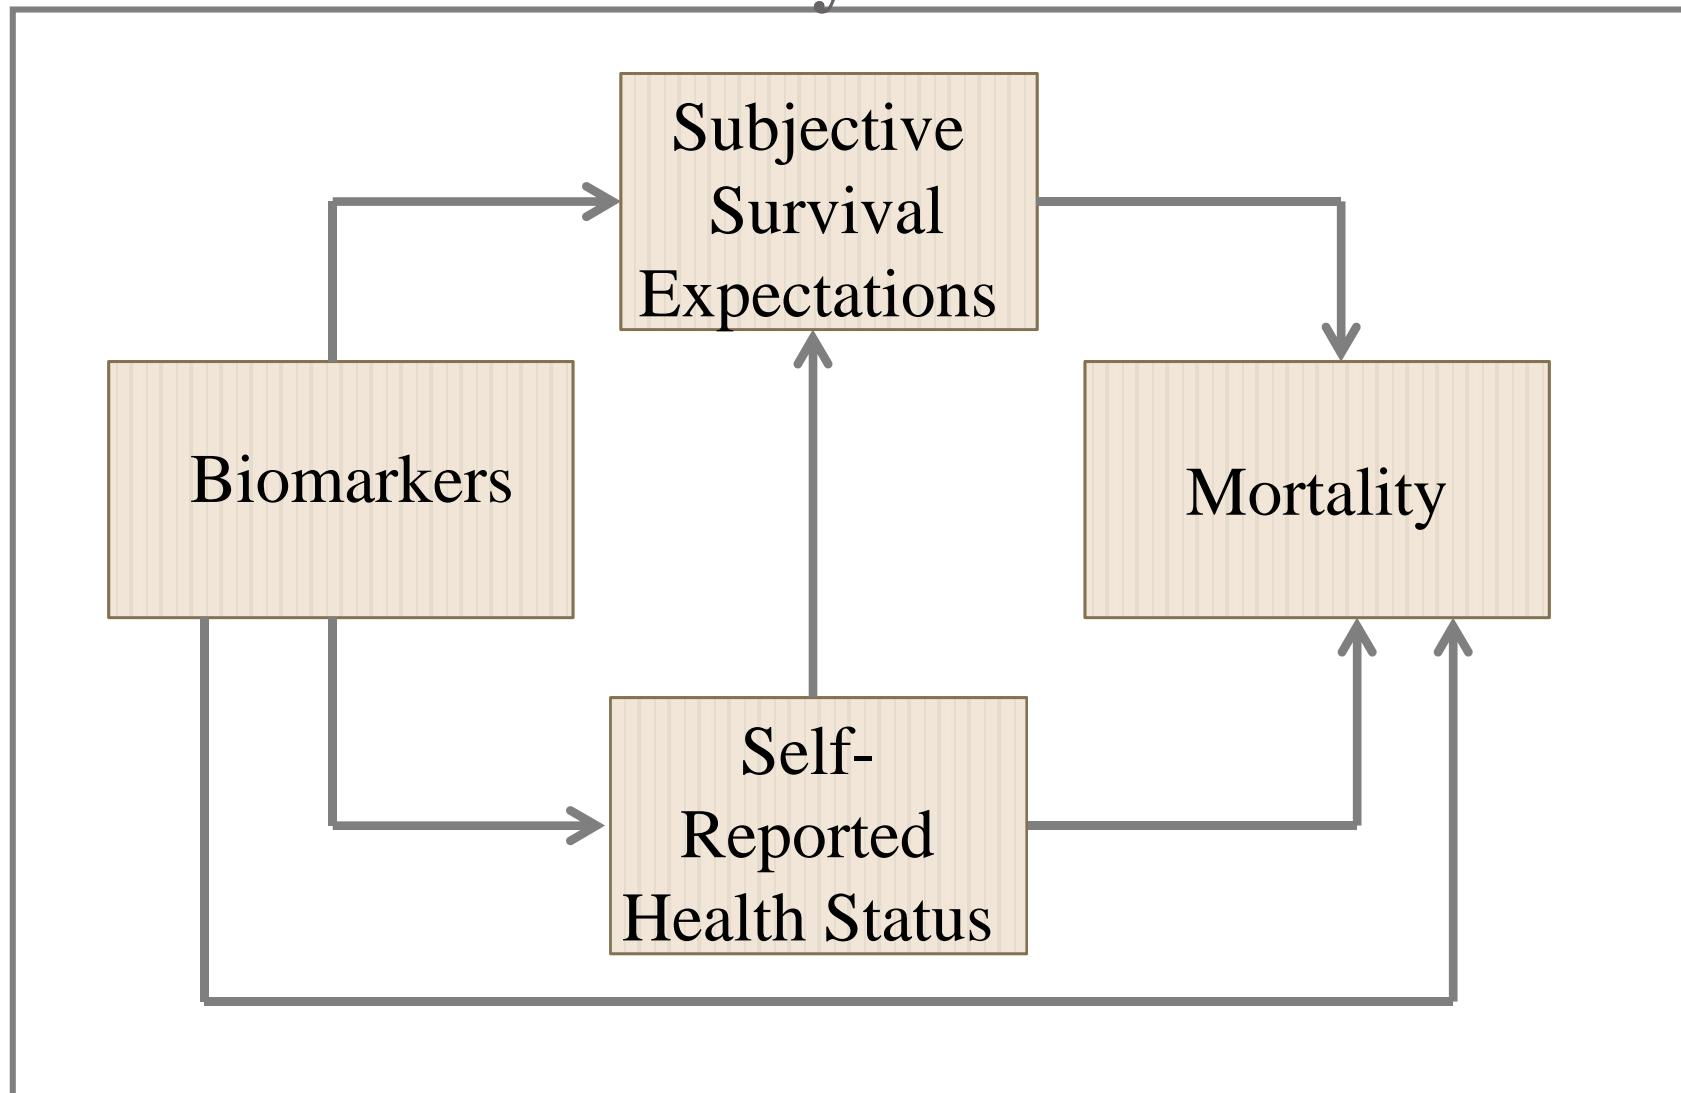 Subjective
Survival
Expectations
Biomarkers
Mortality
Self-
Reported
Health Status